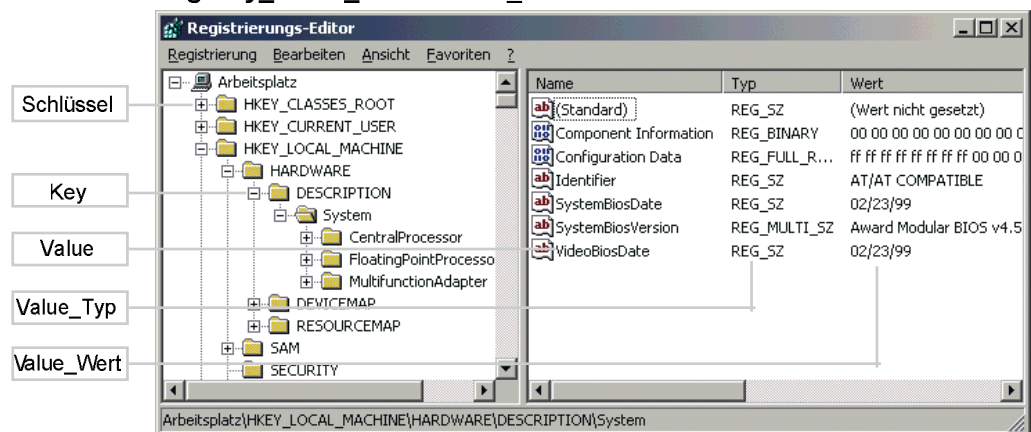 Registrierungs-Editor
Registrierung Bearbeiten Ansicht Favoriten ?
Schlüssel
Key
Value
Value_Typ
Value_Wert
Arbeitsplatz
HKEY_CLASSES_ROOT
HKEY_CURRENT_USER
HKEY_LOCAL_MACHINE
HARDWARE
DESCRIPTION
System
CentralProcessor
FloatingPointProcesso
MultifunctionAdapter
DEVICEMAP
RESOURCEMAP
SAM
SECURITY
Name Typ Wert
(Standard) REG_SZ (Wert nicht gesetzt)
Component Information REG_BINARY 00 00 00 00 00 00 00 00 0
Configuration Data REG_FULL_R... ff ff ff ff ff ff ff ff 00 00 0
Identifier REG_SZ AT/AT COMPATIBLE
SystemBiosDate REG_SZ 02/23/99
SystemBiosVersion REG_MULTI_SZ Award Modular BIOS v4.5
VideoBiosDate REG_SZ 02/23/99
Arbeitsplatz\HKEY_LOCAL_MACHINE\HARDWARE\DESCRIPTION\System